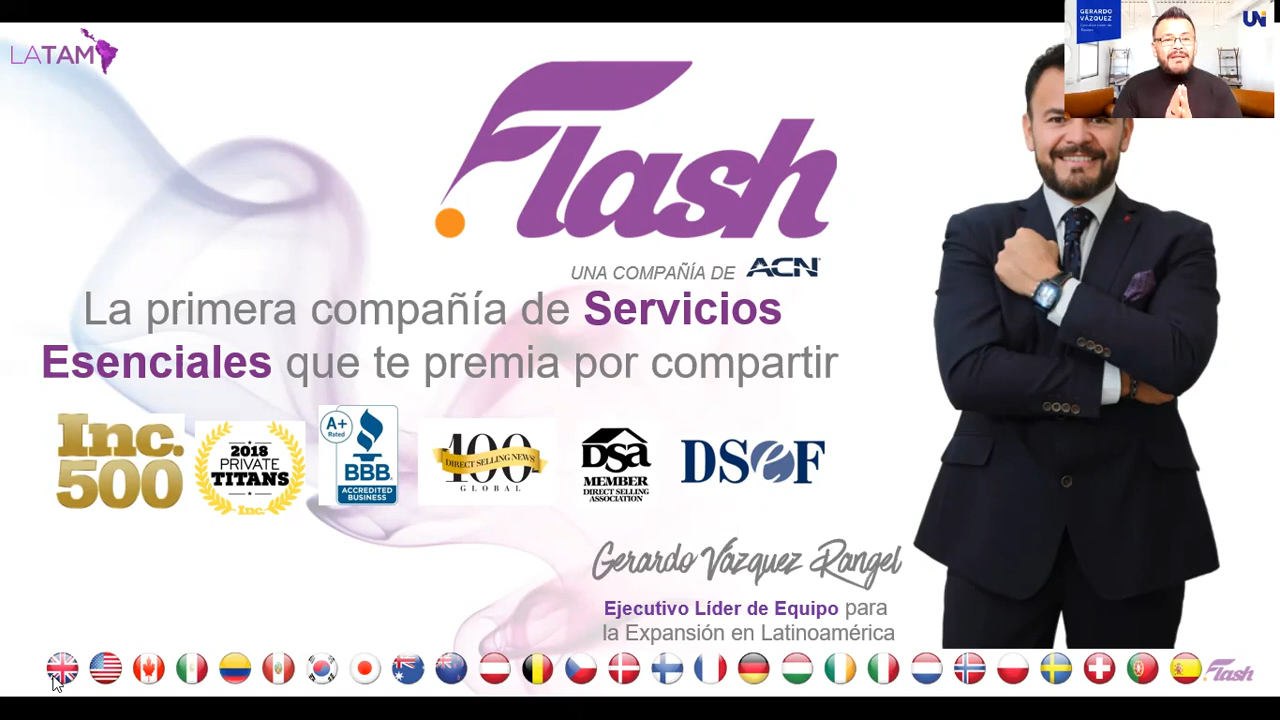 LATAM
GERARDO
VÁZQUEZ
UNI
Flash
UNA COMPAÑÍA DE ACN
La primera compañía de Servicios
Esenciales que te premia por compartir
Inc.
500
2018
PRIVATE
TITANS
Inc.
A+
Rated
BBB
ACCREDITED
BUSINESS
100
DIRECT SELLING NEWS
GLOBAL
DSA
MEMBER
DIRECT SELLING
ASSOCIATION
DSEF
Gerardo Vázquez Rangel
Ejecutivo Líder de Equipo para
la Expansión en Latinoamérica
Flash